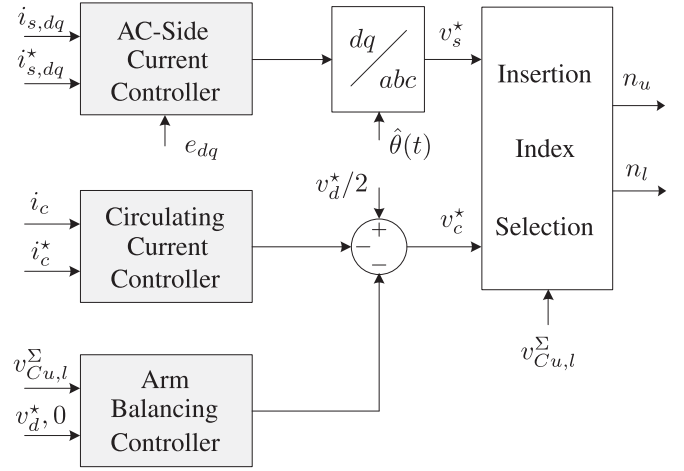 i_{s,dq}
i^⋆_{s,dq}
AC-Side
Current
Controller
e_{dq}
dq
abc
θ̂(t)
v^⋆_s
Insertion
Index
Selection
n_u
n_l
v^Σ_{Cu,l}
i_c
i^⋆_c
Circulating
Current
Controller
v^⋆_d/2
+
−
−
v^⋆_c
v^Σ_{Cu,l}
v^⋆_d, 0
Arm
Balancing
Controller